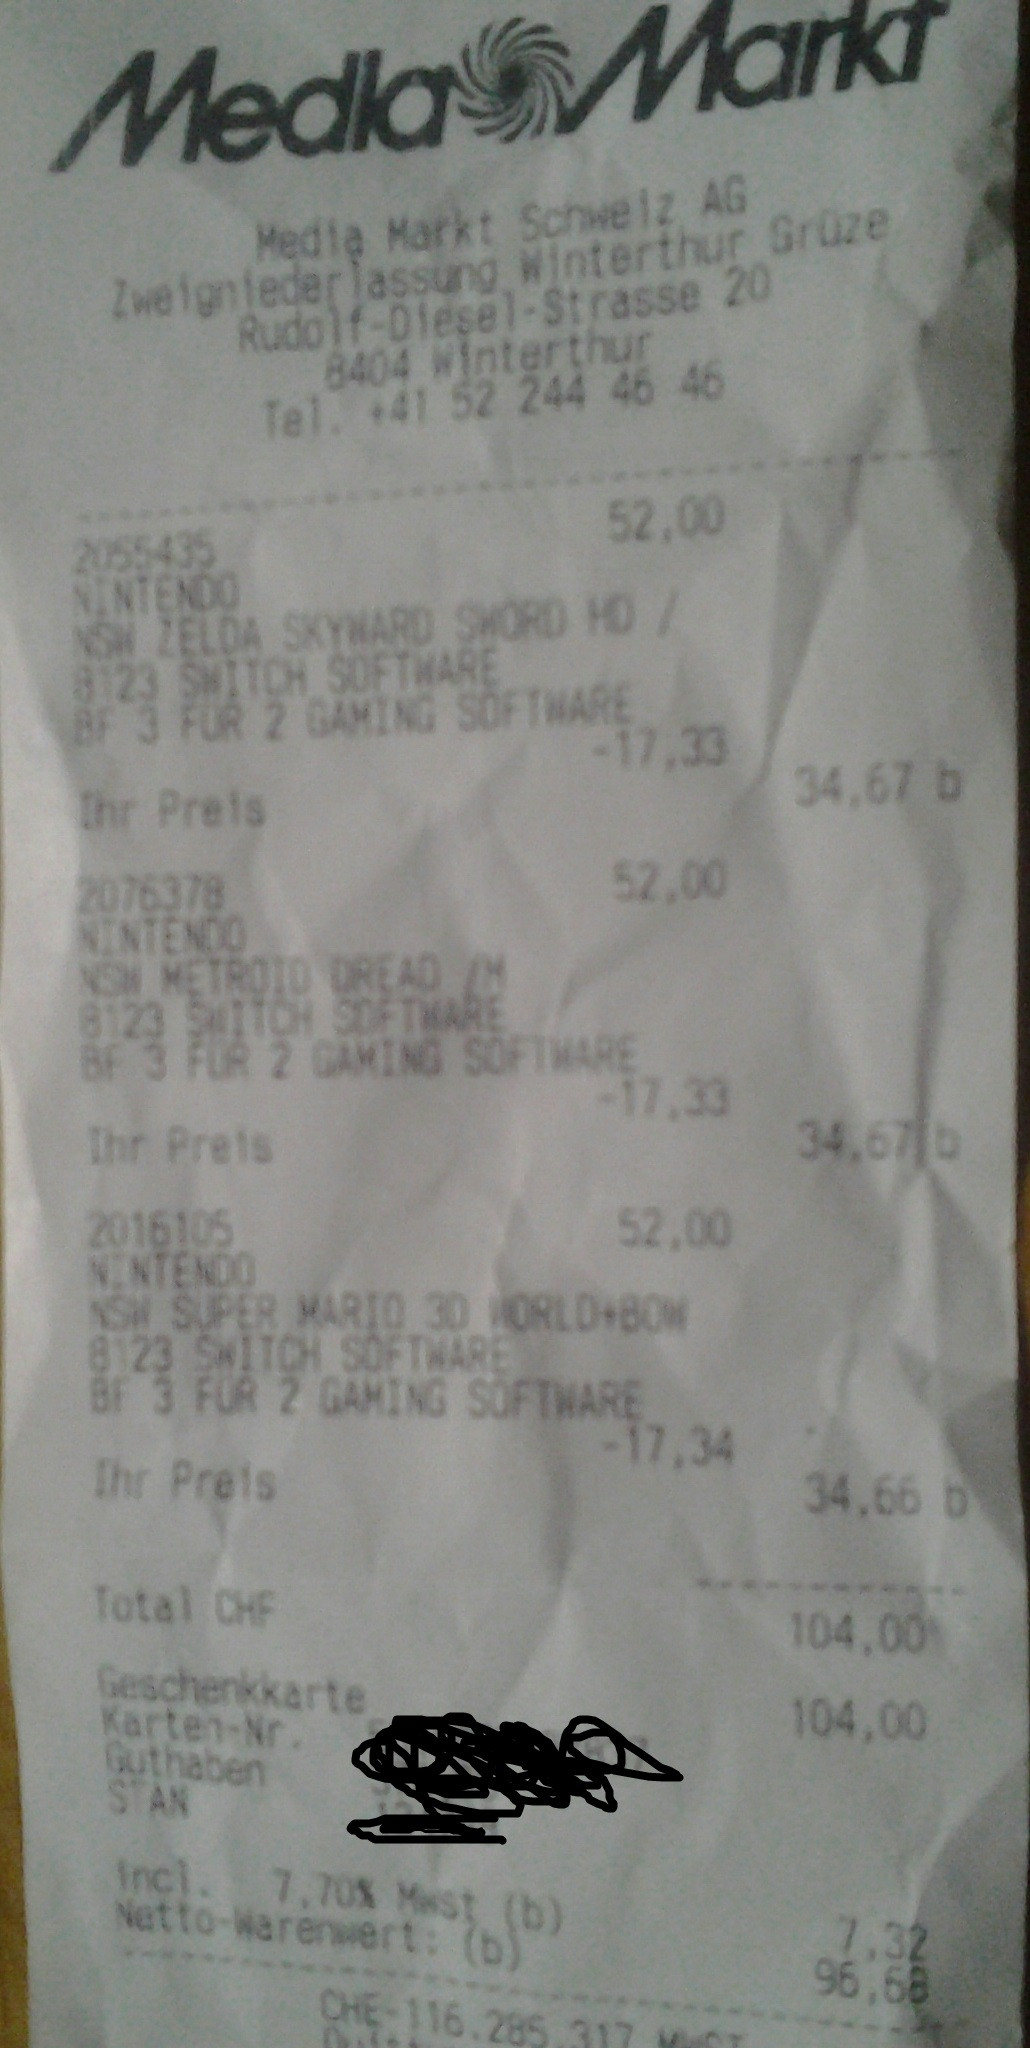 Media Markt
Media Markt Schweiz AG
Zweigniederlassung Winterthur Grüze
Rudolf-Diesel-Strasse 20
8404 Winterthur
Tel. +41 52 244 46 46
2055435 52,00
NINTENDO
NSW ZELDA SKYWARD SWORD HD /
8123 SWITCH SOFTWARE
BF 3 FÜR 2 GAMING SOFTWARE
-17,33
Ihr Preis 34,67 b
2076378 52,00
NINTENDO
NSW METROID DREAD /M
8123 SWITCH SOFTWARE
BF 3 FÜR 2 GAMING SOFTWARE
-17,33
Ihr Preis 34,67 b
2016105 52,00
NINTENDO
NSW SUPER MARIO 3D WORLD+BOW
8123 SWITCH SOFTWARE
BF 3 FÜR 2 GAMING SOFTWARE
-17,34
Ihr Preis 34,66 b
Total CHF 104,00
Geschenkkarte 104,00
Karten-Nr.
Guthaben
STAN
incl. 7,70% Mwst (b) 7,32
Netto-Warenwert: (b) 96,68
CHE-116.285.317 MWST